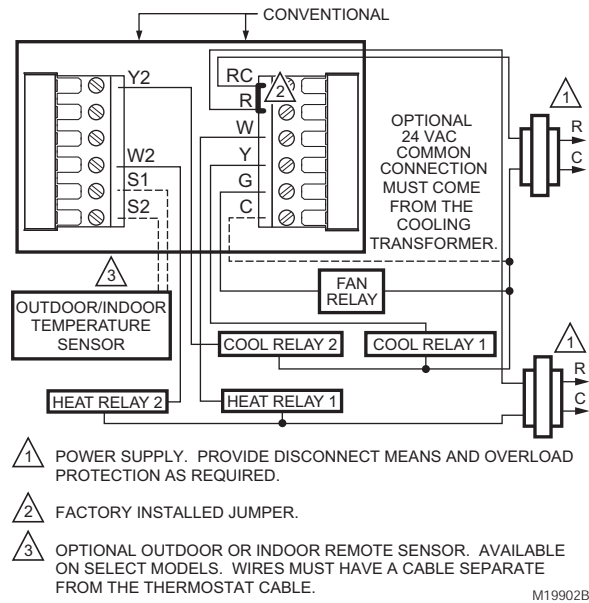 CONVENTIONAL
Y2
W2
S1
S2
RC
R
W
Y
G
C
2
OPTIONAL
24 VAC
COMMON
CONNECTION
MUST COME
FROM THE
COOLING
TRANSFORMER.
1
R
C
3
OUTDOOR/INDOOR
TEMPERATURE
SENSOR
FAN
RELAY
COOL RELAY 2
COOL RELAY 1
1
R
C
HEAT RELAY 2
HEAT RELAY 1
1 POWER SUPPLY. PROVIDE DISCONNECT MEANS AND OVERLOAD
PROTECTION AS REQUIRED.
2 FACTORY INSTALLED JUMPER.
3 OPTIONAL OUTDOOR OR INDOOR REMOTE SENSOR. AVAILABLE
ON SELECT MODELS. WIRES MUST HAVE A CABLE SEPARATE
FROM THE THERMOSTAT CABLE.
M19902B